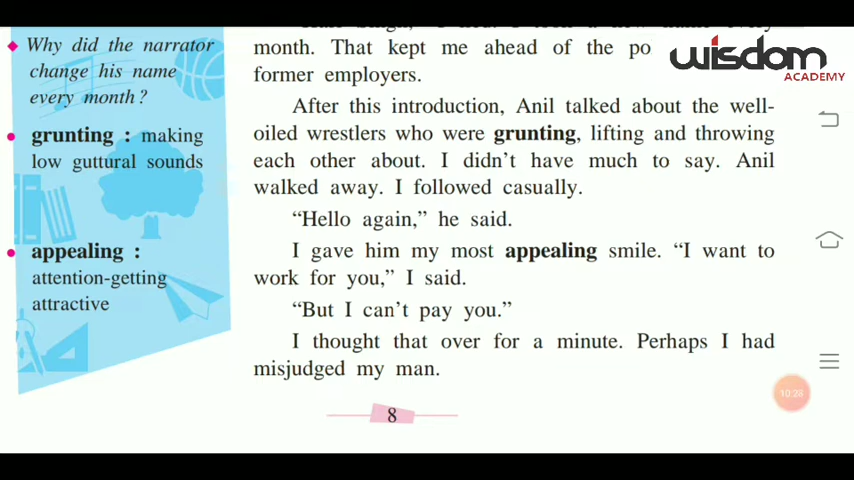 Why did the narrator
change his name
every month?
grunting : making
low guttural sounds
appealing :
attention-getting
attractive
month. That kept me ahead of the po
former employers.
After this introduction, Anil talked about the well-
oiled wrestlers who were grunting, lifting and throwing
each other about. I didn't have much to say. Anil
walked away. I followed casually.
"Hello again," he said.
I gave him my most appealing smile. "I want to
work for you," I said.
"But I can't pay you."
I thought that over for a minute. Perhaps I had
misjudged my man.
8
wisdom
ACADEMY
10:28